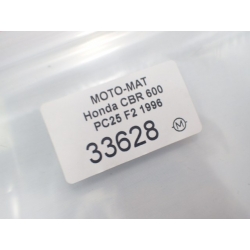 MOTO-MAT
Honda CBR 600
PC25 F2 1996
33628
M